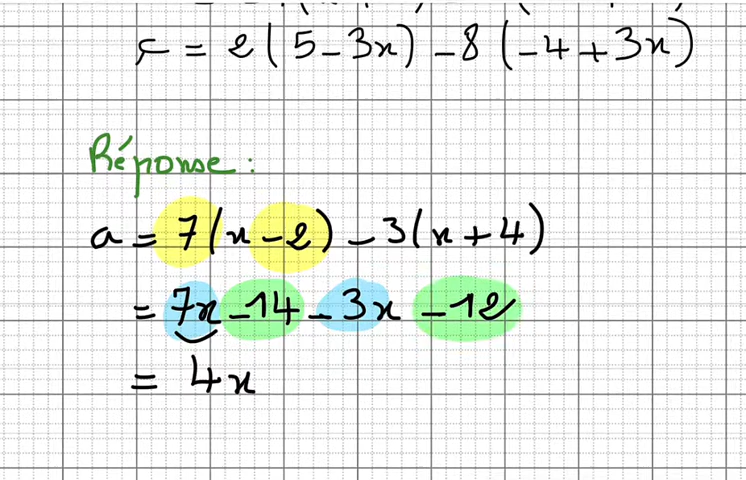 c = 2(5-3x)-8(-4+3x)
Réponse :
a = 7(x-2)-3(x+4)
= 7x-14-3x-12
= 4x